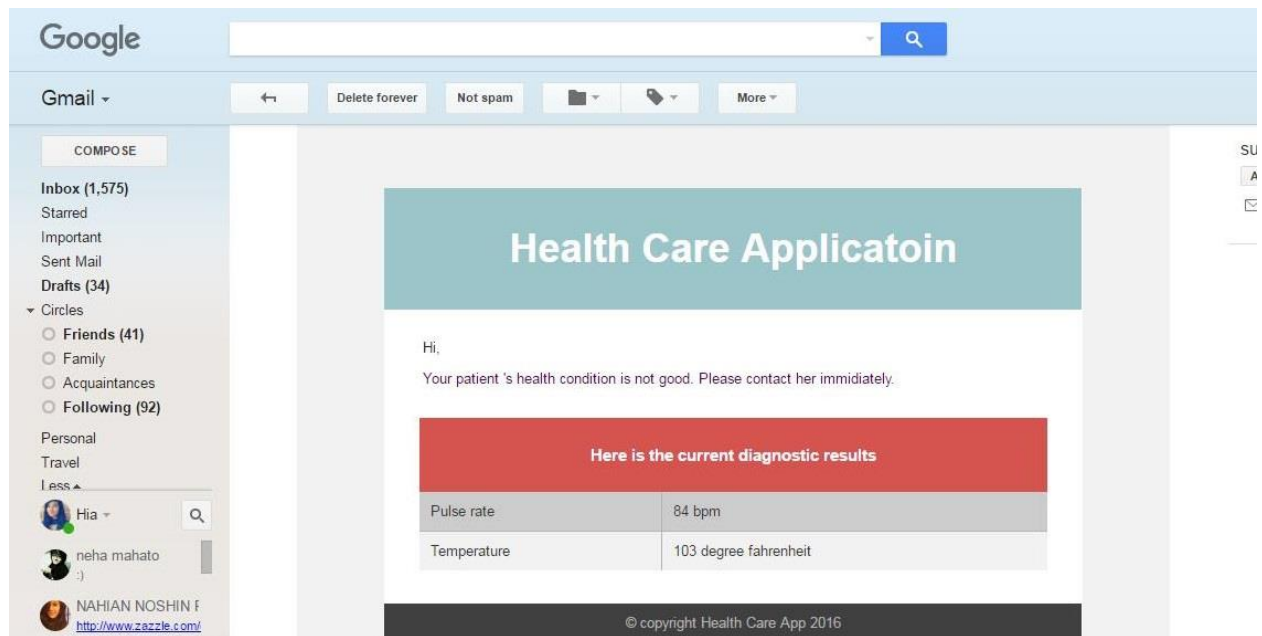 Google
Gmail
Delete forever
Not spam
More
COMPOSE
Inbox (1,575)
Starred
Important
Sent Mail
Drafts (34)
Circles
Friends (41)
Family
Acquaintances
Following (92)
Personal
Travel
Less
Hia
neha mahato
:)
NAHIAN NOSHIN
http://www.zazzle.com/
Health Care Applicatoin
Hi,
Your patient 's health condition is not good. Please contact her immidiately.
Here is the current diagnostic results
Pulse rate 84 bpm
Temperature 103 degree fahrenheit
© copyright Health Care App 2016